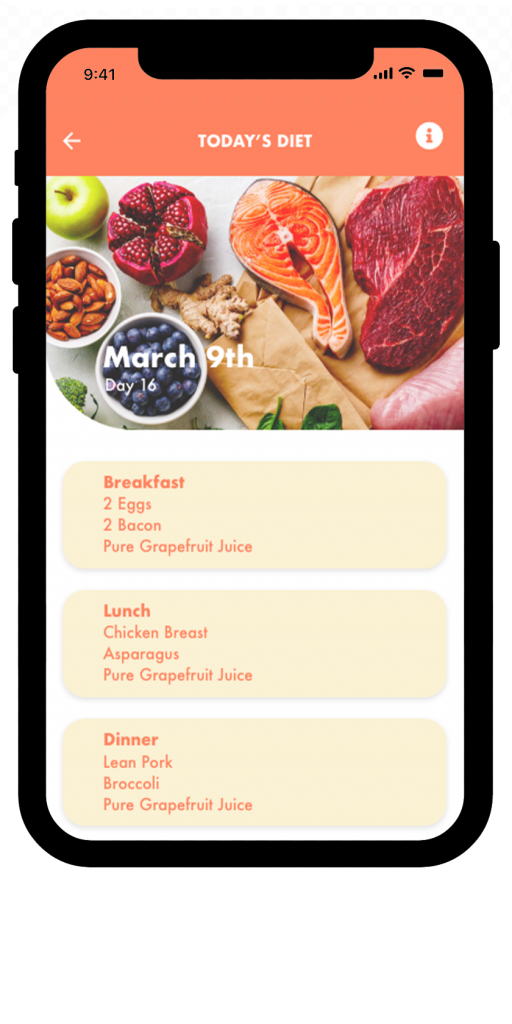 9:41
TODAY’S DIET
March 9th
Day 16
Breakfast
2 Eggs
2 Bacon
Pure Grapefruit Juice
Lunch
Chicken Breast
Asparagus
Pure Grapefruit Juice
Dinner
Lean Pork
Broccoli
Pure Grapefruit Juice